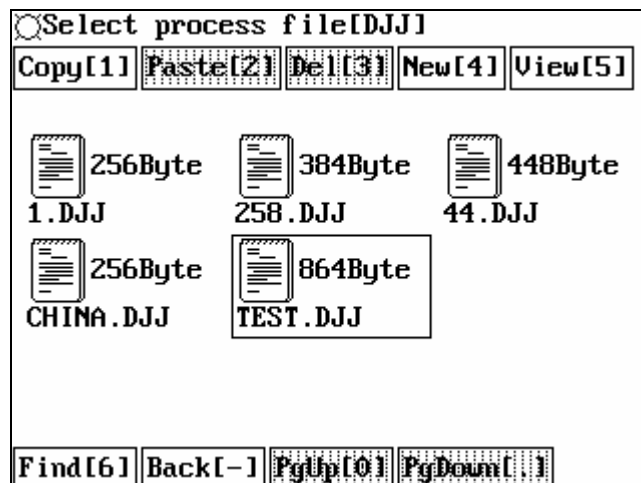 Select process file[DJJ]
Copy[1] Paste[2] Del[3] New[4] View[5]
256Byte 384Byte 448Byte
1.DJJ 258.DJJ 44.DJJ
256Byte 864Byte
CHINA.DJJ TEST.DJJ
Find[6] Back[-] PgUp[0] PgDown[.]